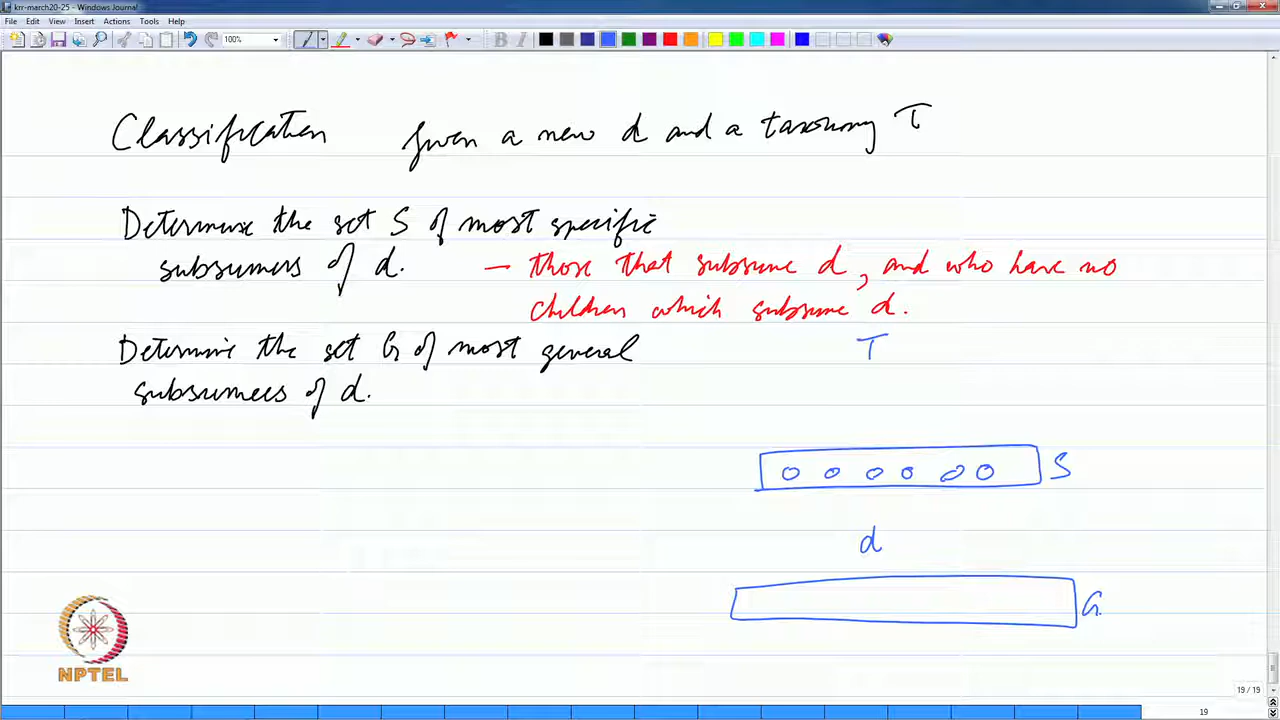 krr-march20-25 - Windows Journal
File Edit View Insert Actions Tools Help
100%
B I
Classification Given a new d and a taxonomy T
Determine the set S of most specific
subsumers of d. – those that subsume d, and who have no
children which subsume d.
Determine the set G of most general
subsumees of d.
T
S
d
G
NPTEL
19 / 19
19